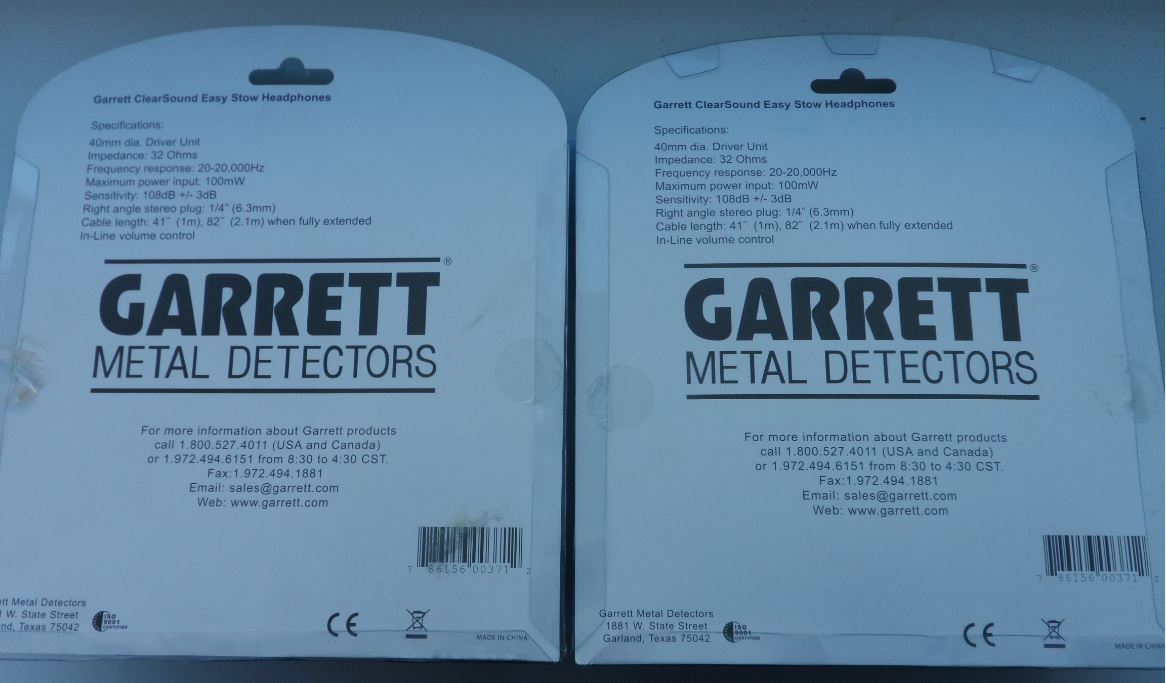 Garrett ClearSound Easy Stow Headphones
Specifications:
40mm dia. Driver Unit
Impedance: 32 Ohms
Frequency response: 20-20,000Hz
Maximum power input: 100mW
Sensitivity: 108dB +/- 3dB
Right angle stereo plug: 1/4" (6.3mm)
Cable length: 41" (1m), 82" (2.1m) when fully extended
In-Line volume control
GARRETT®
METAL DETECTORS
For more information about Garrett products
call 1.800.527.4011 (USA and Canada)
or 1.972.494.6151 from 8:30 to 4:30 CST.
Fax:1.972.494.1881
Email: sales@garrett.com
Web: www.garrett.com
7 86156 00371 2
ett Metal Detectors
1 W. State Street
nd, Texas 75042
ISO
9001
CERTIFIED
CE
MADE IN CHINA
Garrett ClearSound Easy Stow Headphones
Specifications:
40mm dia. Driver Unit
Impedance: 32 Ohms
Frequency response: 20-20,000Hz
Maximum power input: 100mW
Sensitivity: 108dB +/- 3dB
Right angle stereo plug: 1/4" (6.3mm)
Cable length: 41" (1m), 82" (2.1m) when fully extended
In-Line volume control
GARRETT®
METAL DETECTORS
For more information about Garrett products
call 1.800.527.4011 (USA and Canada)
or 1.972.494.6151 from 8:30 to 4:30 CST.
Fax:1.972.494.1881
Email: sales@garrett.com
Web: www.garrett.com
7 86156 00371 2
Garrett Metal Detectors
1881 W. State Street
Garland, Texas 75042
ISO
9001
CERTIFIED
CE
MADE IN CHINA